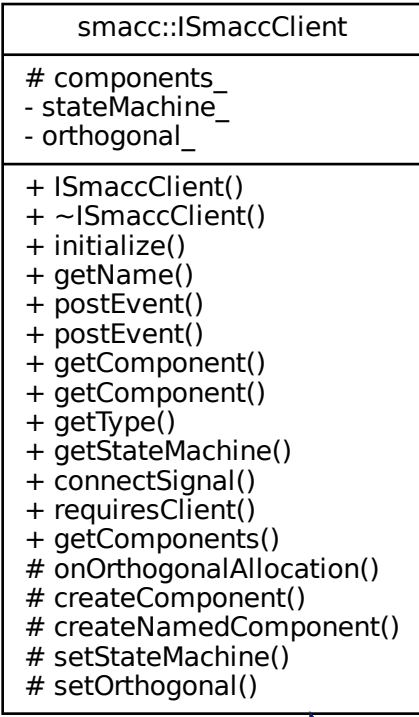 smacc::ISmaccClient
# components_
- stateMachine_
- orthogonal_
+ ISmaccClient()
+ ~ISmaccClient()
+ initialize()
+ getName()
+ postEvent()
+ postEvent()
+ getComponent()
+ getComponent()
+ getType()
+ getStateMachine()
+ connectSignal()
+ requiresClient()
+ getComponents()
# onOrthogonalAllocation()
# createComponent()
# createNamedComponent()
# setStateMachine()
# setOrthogonal()